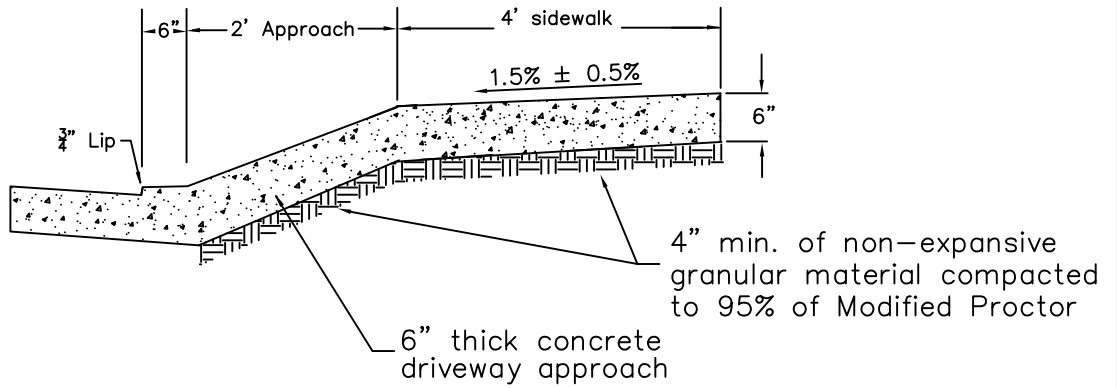 6”
2’ Approach
4’ sidewalk
1.5% ± 0.5%
6”
¾” Lip
4” min. of non–expansive
granular material compacted
to 95% of Modified Proctor
6” thick concrete
driveway approach